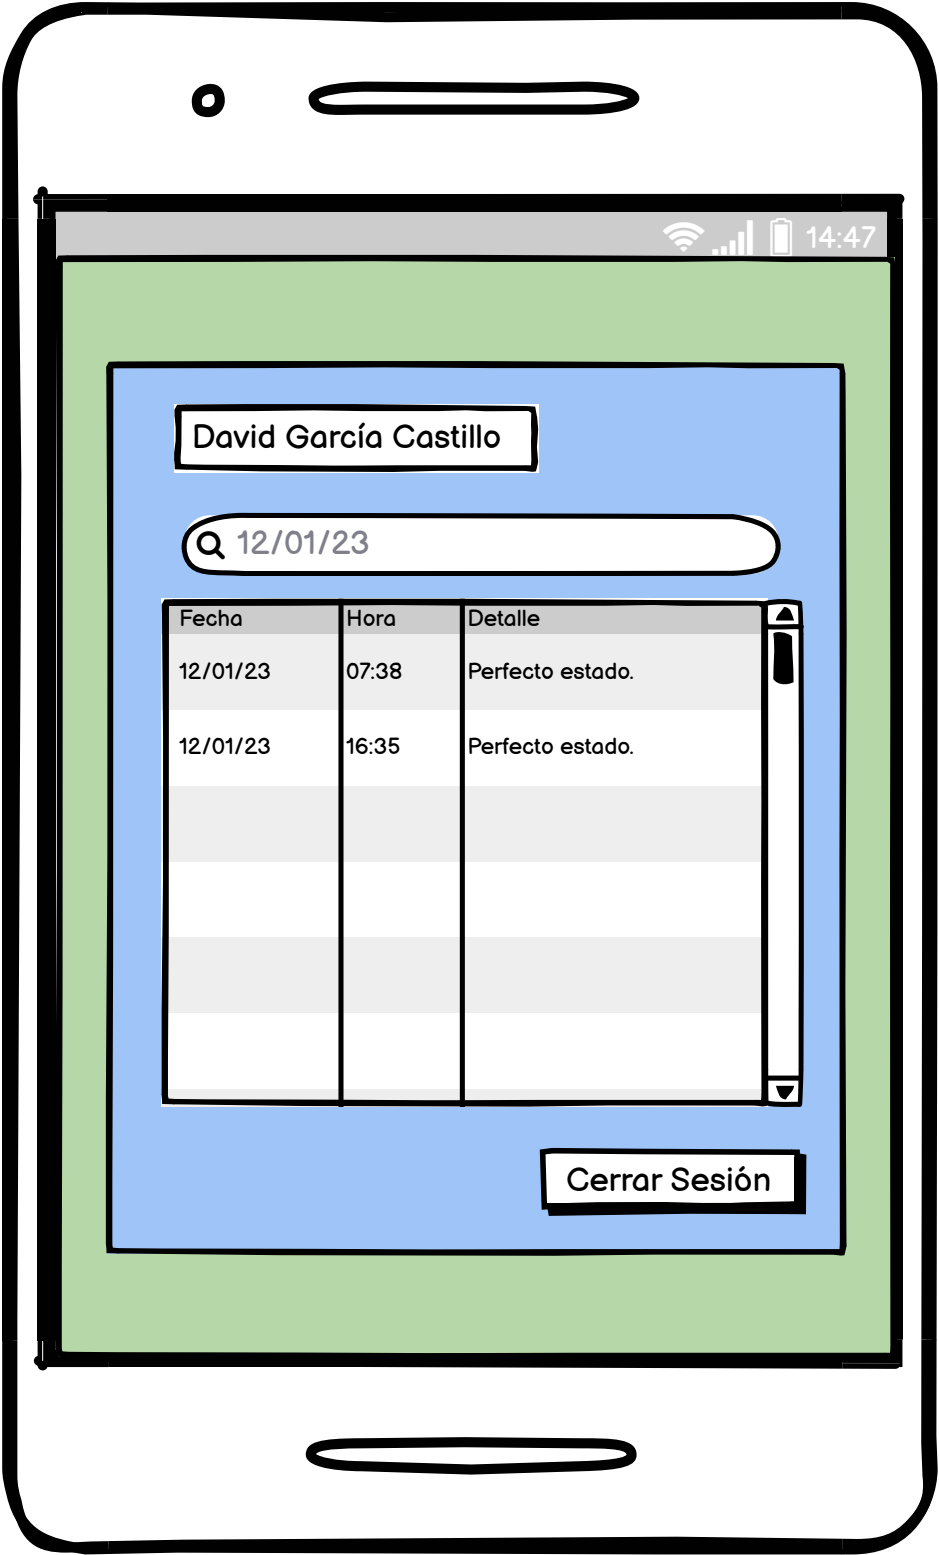 14:47
David García Castillo
12/01/23
Fecha Hora Detalle
12/01/23 07:38 Perfecto estado.
12/01/23 16:35 Perfecto estado.
Cerrar Sesión